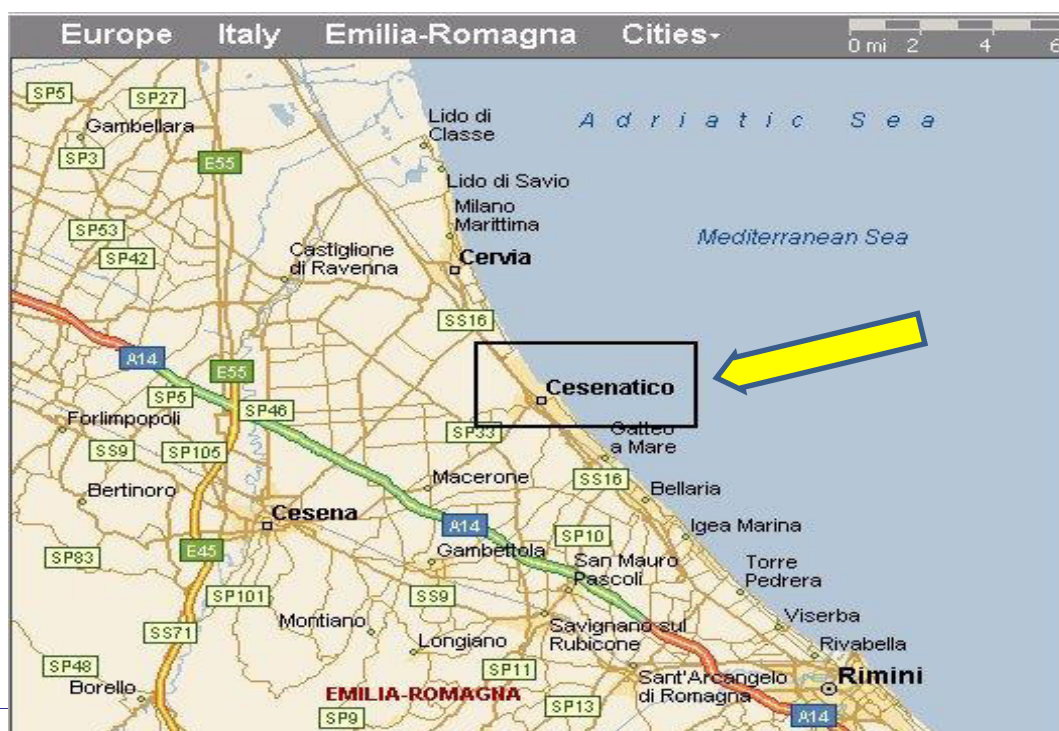 Europe Italy Emilia-Romagna Cities-
0 mi 2 4 6
SP5
SP27
Gambellara
SP3
E55
Lido di
Classe
Adriatic Sea
Lido di Savio
Milano
Marittima
SP53
SP42
Castiglione
di Ravenna
Cervia
Mediterranean Sea
SS16
A14
E55
SP5
SP46
Cesenatico
Forlimpopoli
SS9
SP105
SP33
Gatteo
a Mare
Macerone
SS16
Bertinoro
Bellaria
Cesena
A14
Igea Marina
SP10
E45
SP83
Gambettola
San Mauro
Pascoli
Torre
Pedrera
SP101
SS9
SS71
Montiano
Savignano sul
Rubicone
Viserba
Longiano
Rivabella
SP48
SP11
Borello
EMILIA-ROMAGNA
Sant'Arcangelo
di Romagna
Rimini
SP9
SP13
A14